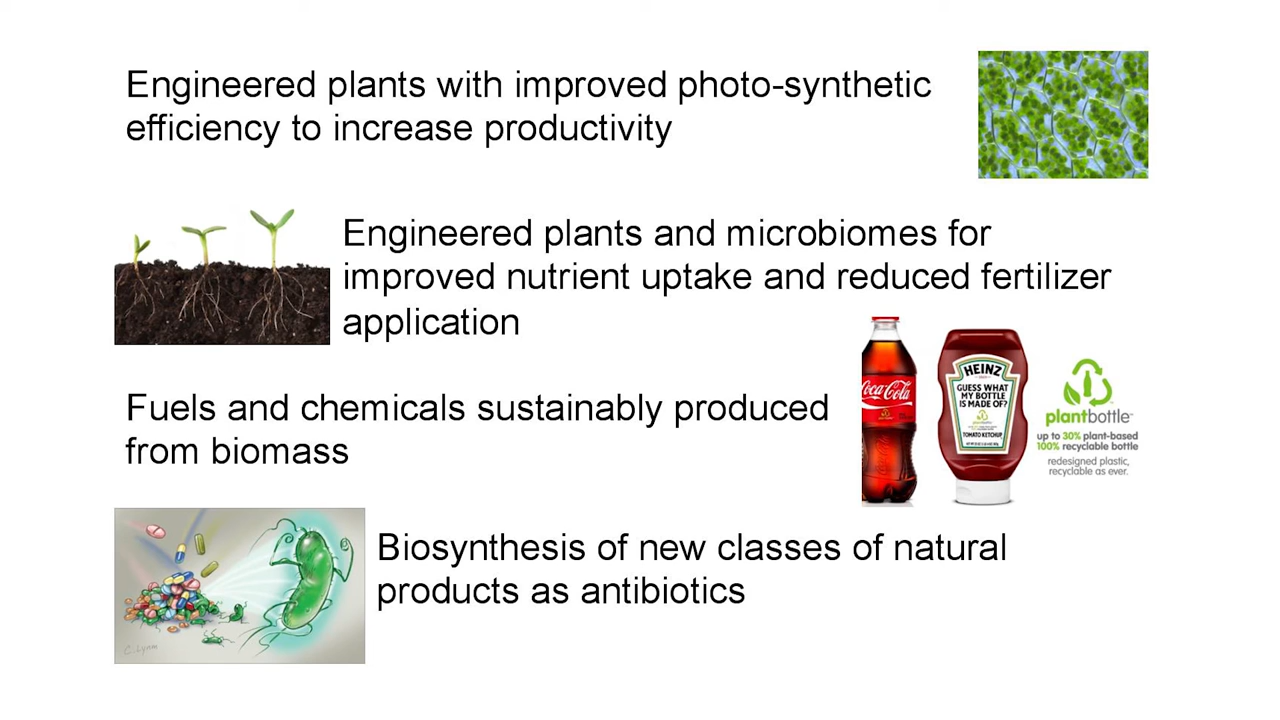 Engineered plants with improved photo-synthetic
efficiency to increase productivity
Engineered plants and microbiomes for
improved nutrient uptake and reduced fertilizer
application
Fuels and chemicals sustainably produced
from biomass
Coca-Cola
HEINZ
GUESS WHAT
MY BOTTLE
IS MADE OF?
plantbottle
TOMATO KETCHUP
plantbottle™
up to 30% plant-based
100% recyclable bottle
redesigned plastic,
recyclable as ever.
Biosynthesis of new classes of natural
products as antibiotics
C. Lynn